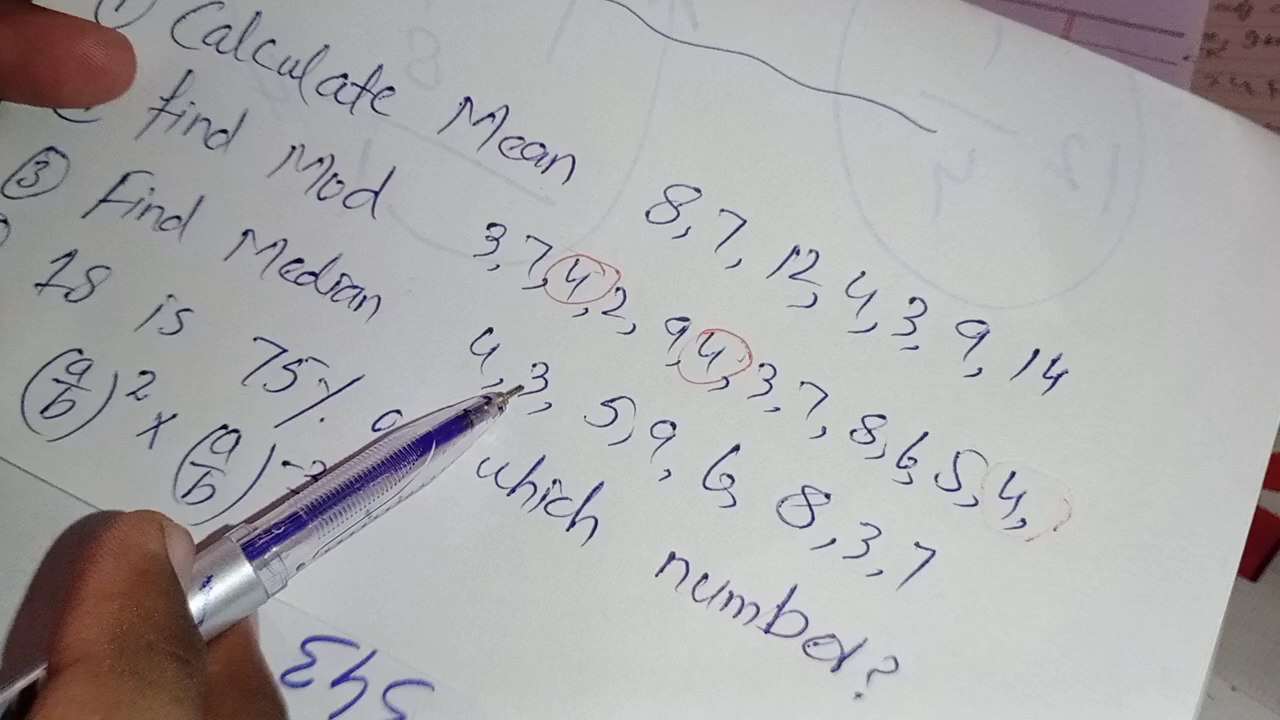 ① Calculate Mean 8, 7, 12, 4, 3, 9, 14
find Mod 3, 7, 4, 2, 9, 4, 3, 7, 8, 6, 5, 4,
③ Find Median 4, 3, 5, 9, 6, 8, 3, 7
18 is 75% which number?
(a/b)² × (a/b)
543